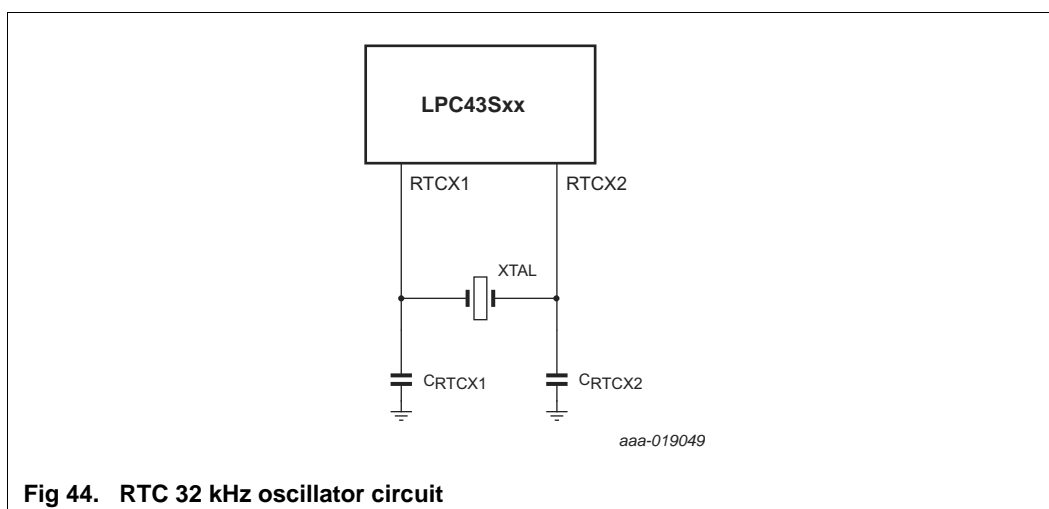 LPC43Sxx
RTCX1 RTCX2
XTAL
CRTCX1 CRTCX2
aaa-019049
Fig 44. RTC 32 kHz oscillator circuit